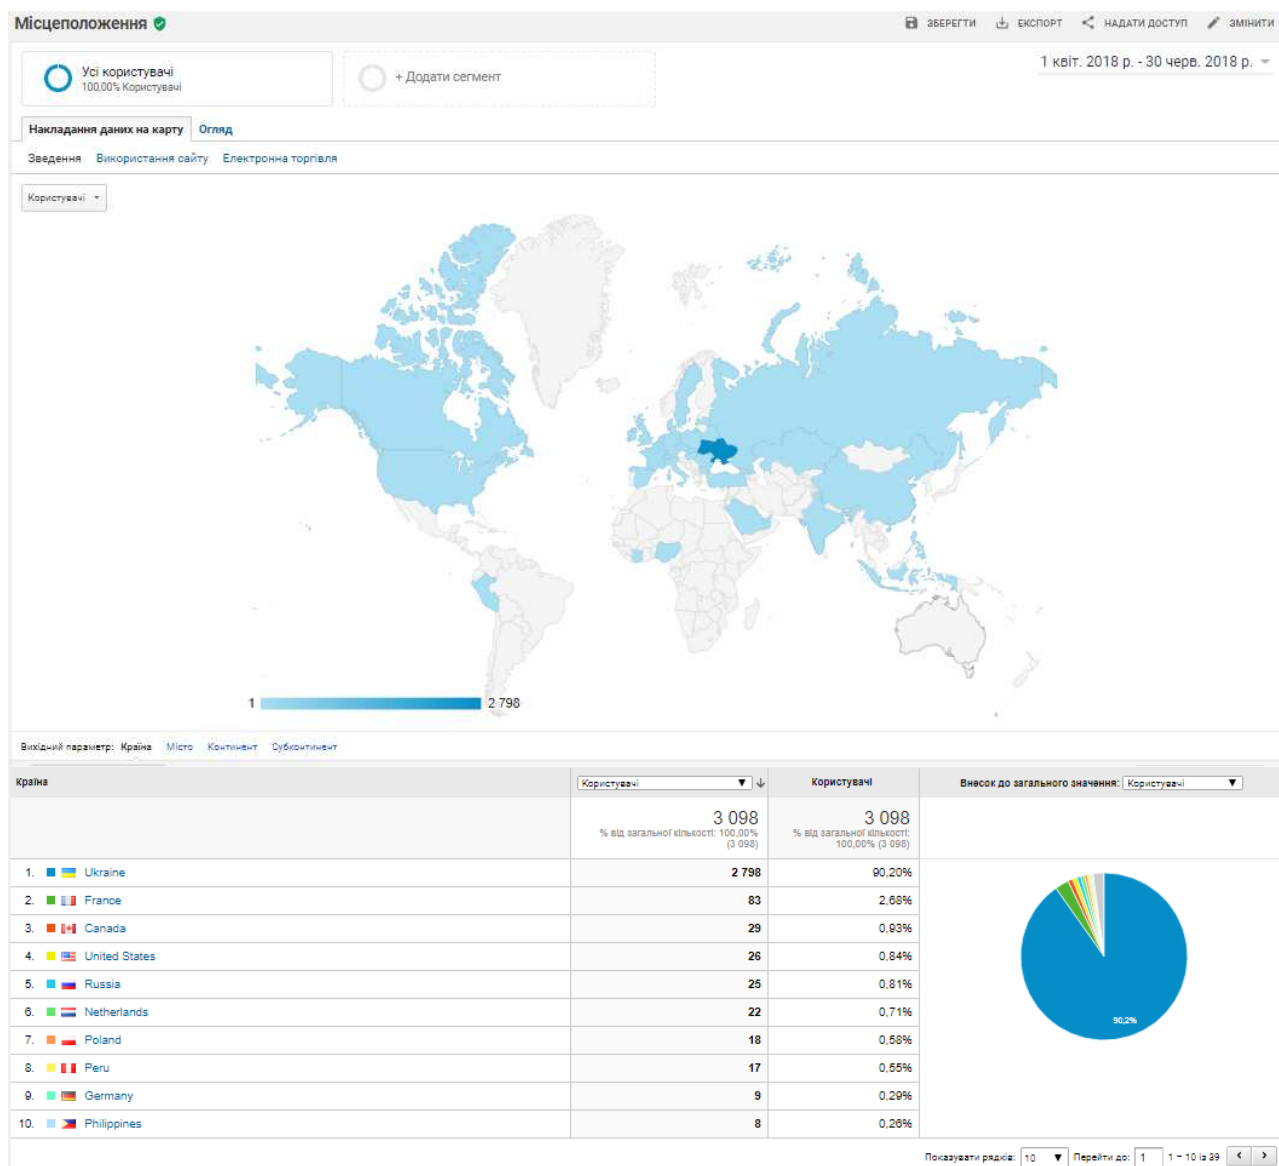 Місцеположення
ЗБЕРЕГТИ ЕКСПОРТ НАДАТИ ДОСТУП ЗМІНИТИ
1 квіт. 2018 р. - 30 черв. 2018 р.
Усі користувачі
100,00% Користувачі
+ Додати сегмент
Накладання даних на карту Огляд
Зведення Використання сайту Електронна торгівля
Користувачі
1 2 798
Вихідний параметр: Країна Місто Континент Субконтинент
Країна Користувачі Користувачі Внесок до загального значення: Користувачі
3 098 3 098
% від загальної кількості: 100,00% % від загальної кількості:
(3 098) 100,00% (3 098)
1. Ukraine 2 798 90,20%
2. France 83 2,68%
3. Canada 29 0,93%
4. United States 26 0,84%
5. Russia 25 0,81%
6. Netherlands 22 0,71%
7. Poland 18 0,58%
8. Peru 17 0,55%
9. Germany 9 0,29%
10. Philippines 8 0,26%
90,2%
Показувати рядків: 10 Перейти до: 1 1 – 10 із 39